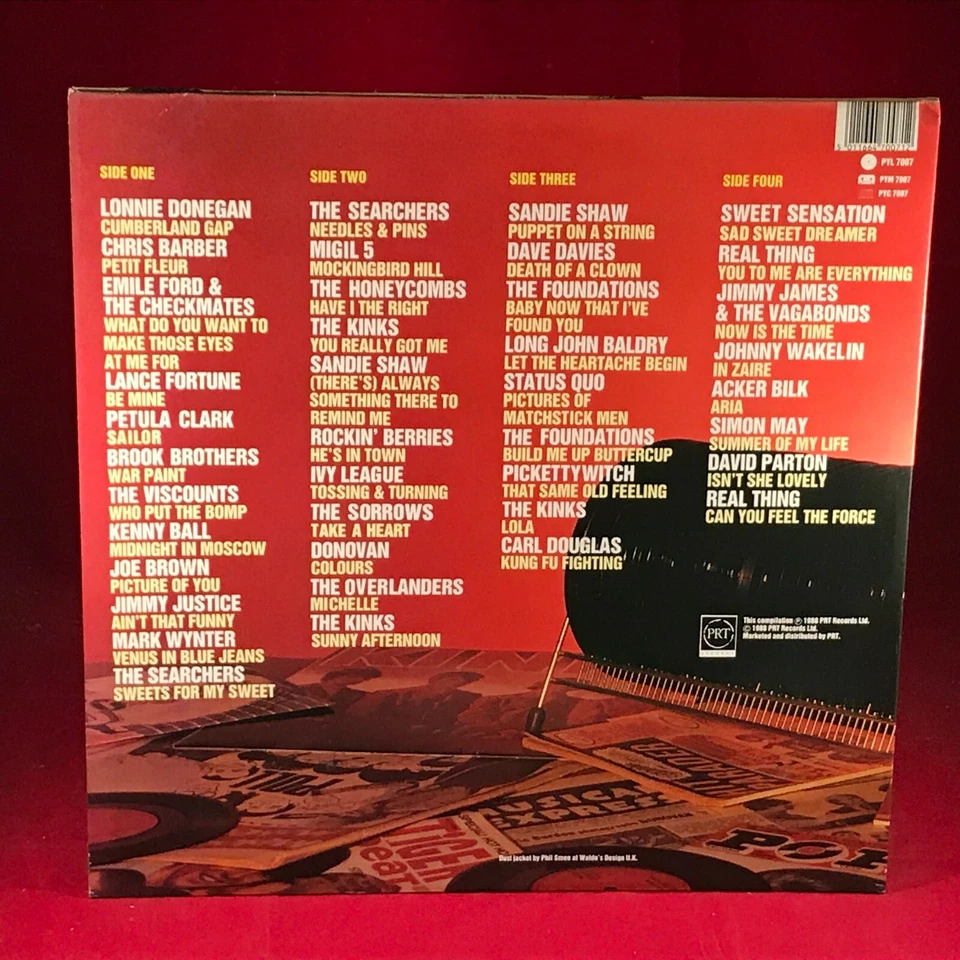 SIDE ONE
LONNIE DONEGAN
CUMBERLAND GAP
CHRIS BARBER
PETIT FLEUR
EMILE FORD &
THE CHECKMATES
WHAT DO YOU WANT TO
MAKE THOSE EYES
AT ME FOR
LANCE FORTUNE
BE MINE
PETULA CLARK
SAILOR
BROOK BROTHERS
WAR PAINT
THE VISCOUNTS
WHO PUT THE BOMP
KENNY BALL
MIDNIGHT IN MOSCOW
JOE BROWN
PICTURE OF YOU
JIMMY JUSTICE
AIN'T THAT FUNNY
MARK WYNTER
VENUS IN BLUE JEANS
THE SEARCHERS
SWEETS FOR MY SWEET
SIDE TWO
THE SEARCHERS
NEEDLES & PINS
MIGIL 5
MOCKINGBIRD HILL
THE HONEYCOMBS
HAVE I THE RIGHT
THE KINKS
YOU REALLY GOT ME
SANDIE SHAW
(THERE'S) ALWAYS
SOMETHING THERE TO
REMIND ME
ROCKIN' BERRIES
HE'S IN TOWN
IVY LEAGUE
TOSSING & TURNING
THE SORROWS
TAKE A HEART
DONOVAN
COLOURS
THE OVERLANDERS
MICHELLE
THE KINKS
SUNNY AFTERNOON
SIDE THREE
SANDIE SHAW
PUPPET ON A STRING
DAVE DAVIES
DEATH OF A CLOWN
THE FOUNDATIONS
BABY NOW THAT I'VE
FOUND YOU
LONG JOHN BALDRY
LET THE HEARTACHE BEGIN
STATUS QUO
PICTURES OF
MATCHSTICK MEN
THE FOUNDATIONS
BUILD ME UP BUTTERCUP
PICKETTYWITCH
THAT SAME OLD FEELING
THE KINKS
LOLA
CARL DOUGLAS
KUNG FU FIGHTING
SIDE FOUR
SWEET SENSATION
SAD SWEET DREAMER
REAL THING
YOU TO ME ARE EVERYTHING
JIMMY JAMES
& THE VAGABONDS
NOW IS THE TIME
JOHNNY WAKELIN
IN ZAIRE
ACKER BILK
ARIA
SIMON MAY
SUMMER OF MY LIFE
DAVID PARTON
ISN'T SHE LOVELY
REAL THING
CAN YOU FEEL THE FORCE
5 011664 700712
PYL 7007
PYM 7007
PYC 7007
PRT
RECORDS
This compilation ℗ 1988 PRT Records Ltd.
© 1988 PRT Records Ltd.
Marketed and distributed by PRT.
MUSICAL
EXPRESS
POP
Dust jacket by Phil Smee at Waldo's Design U.K.